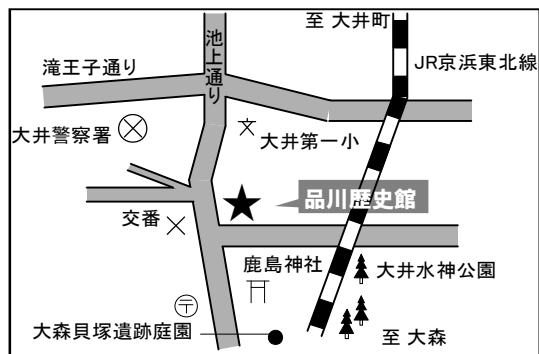 至 大井町
JR京浜東北線
池上通り
滝王子通り
大井警察署
大井第一小
品川歴史館
交番
鹿島神社
大井水神公園
〒
大森貝塚遺跡庭園
至 大森